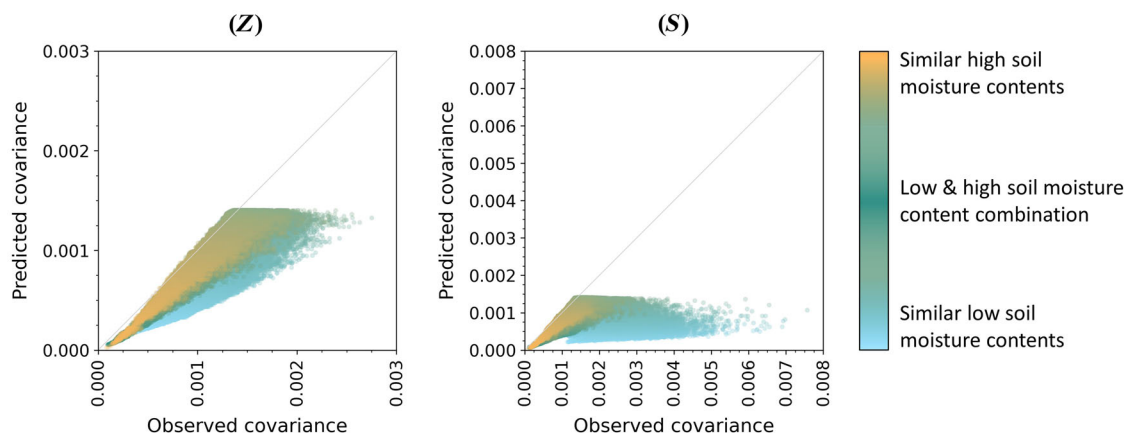 (Z)
0.003
0.002
0.001
0.000
Predicted covariance
0.000
0.001
0.002
0.003
Observed covariance
(S)
0.008
0.007
0.006
0.005
0.004
0.003
0.002
0.001
0.000
Predicted covariance
0.000
0.001
0.002
0.003
0.004
0.005
0.006
0.007
0.008
Observed covariance
Similar high soil
moisture contents
Low & high soil moisture
content combination
Similar low soil
moisture contents